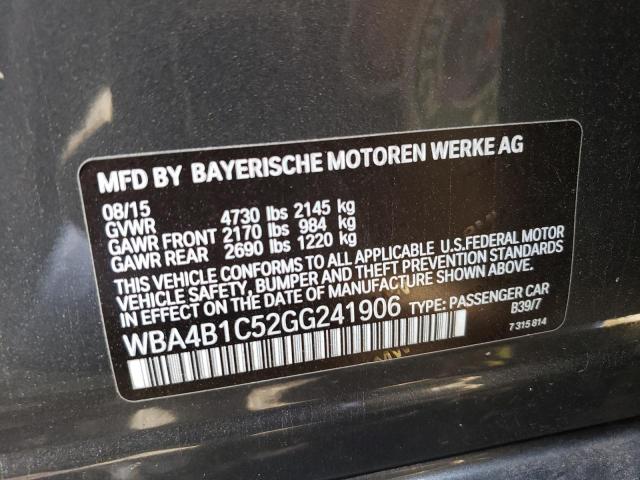 MFD BY BAYERISCHE MOTOREN WERKE AG
08/15
GVWR 4730 lbs 2145 kg
GAWR FRONT 2170 lbs 984 kg
GAWR REAR 2690 lbs 1220 kg
THIS VEHICLE CONFORMS TO ALL APPLICABLE U.S.FEDERAL MOTOR
VEHICLE SAFETY, BUMPER AND THEFT PREVENTION STANDARDS
IN EFFECT ON THE DATE OF MANUFACTURE SHOWN ABOVE.
WBA4B1C52GG241906 TYPE: PASSENGER CAR
B39/7
7 315 814